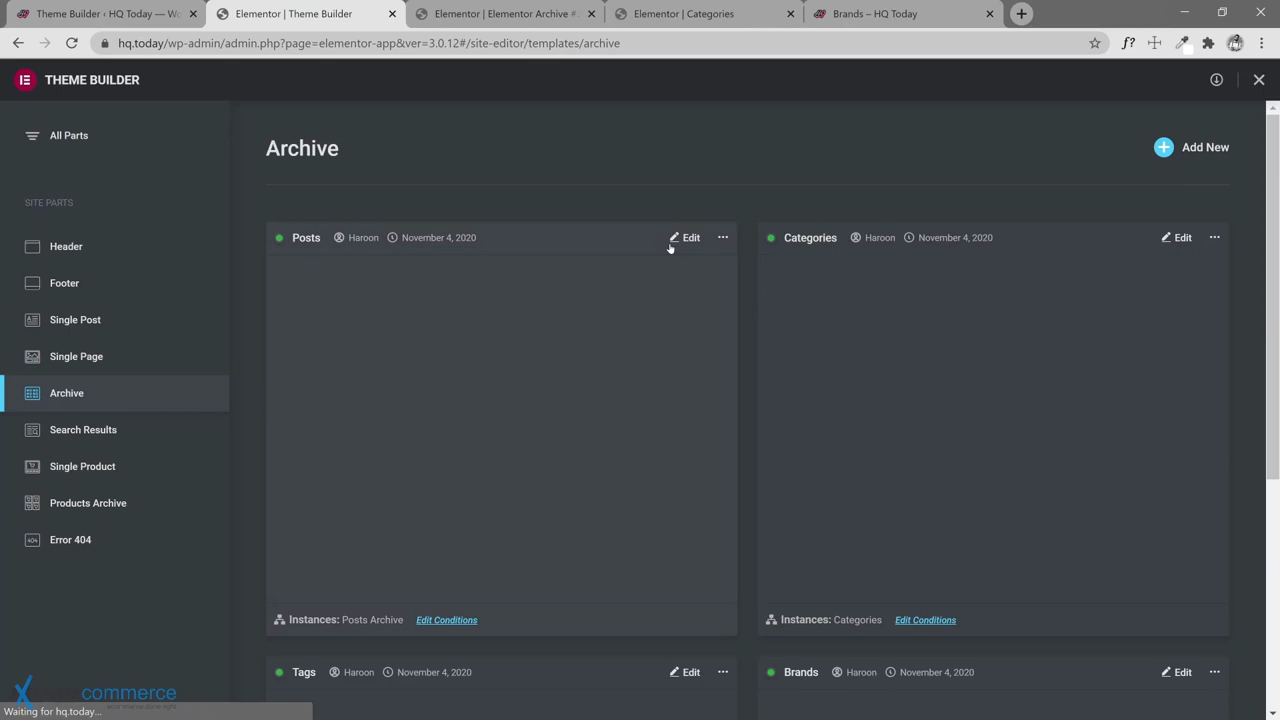 Theme Builder ‹ HQ Today — Wo
Elementor | Theme Builder
Elementor | Elementor Archive #
Elementor | Categories
Brands – HQ Today
hq.today/wp-admin/admin.php?page=elementor-app&ver=3.0.12#/site-editor/templates/archive
THEME BUILDER
All Parts
SITE PARTS
Header
Footer
Single Post
Single Page
Archive
Search Results
Single Product
Products Archive
Error 404
Archive
Add New
Posts Haroon November 4, 2020 Edit
Instances: Posts Archive Edit Conditions
Categories Haroon November 4, 2020 Edit
Instances: Categories Edit Conditions
Tags Haroon November 4, 2020 Edit
Brands Haroon November 4, 2020 Edit
commerce
ecommerce done right
Waiting for hq.today...